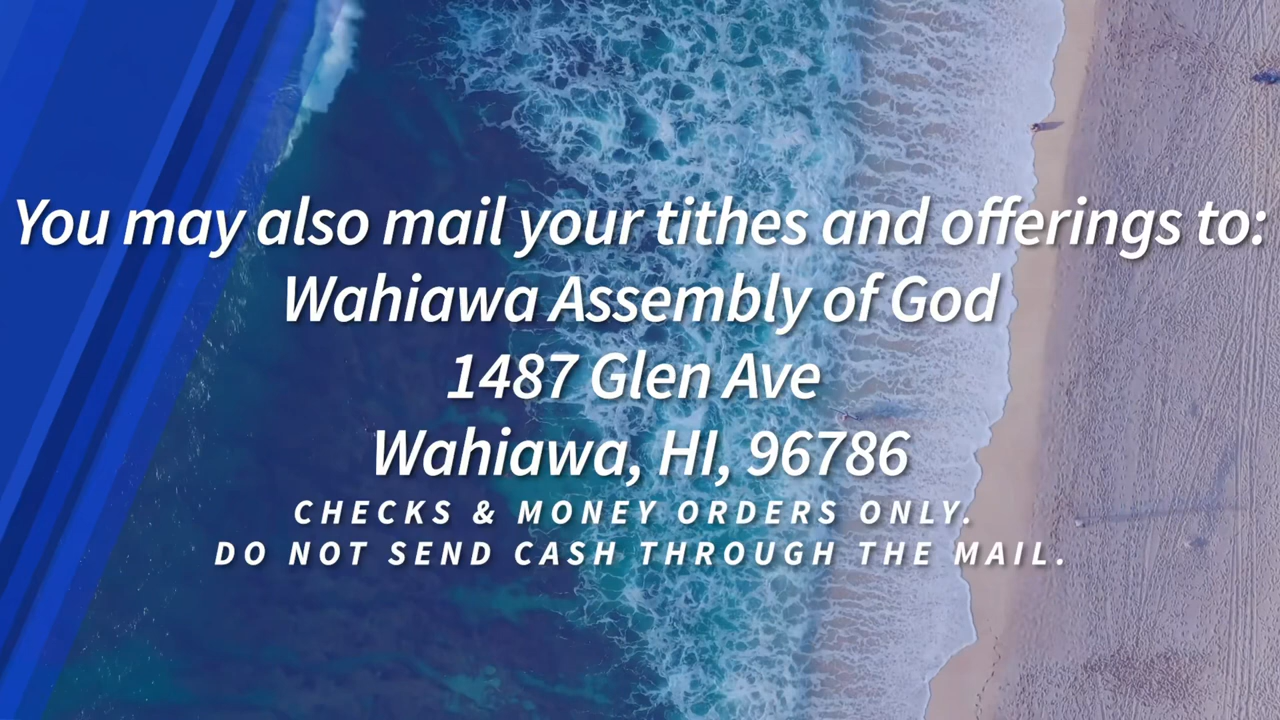 You may also mail your tithes and offerings to:
Wahiawa Assembly of God
1487 Glen Ave
Wahiawa, HI, 96786
CHECKS & MONEY ORDERS ONLY.
DO NOT SEND CASH THROUGH THE MAIL.